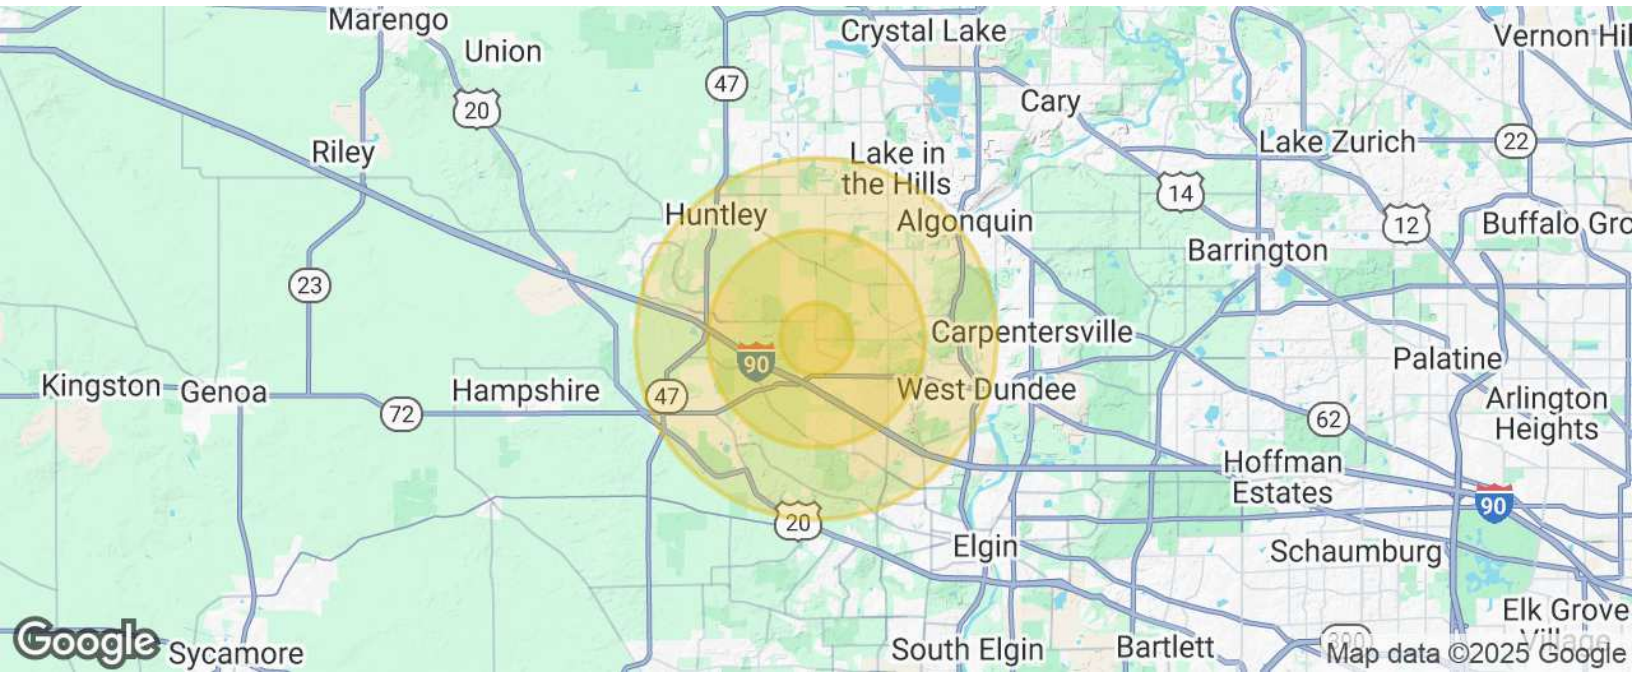 Marengo
Union
Crystal Lake
Vernon Hil
47
20
Cary
Riley
Lake in
the Hills
Lake Zurich
22
14
Huntley
Algonquin
12
Buffalo Gro
Barrington
23
Carpentersville
90
Palatine
Kingston
Genoa
Hampshire
47
West Dundee
72
62
Arlington
Heights
Hoffman
Estates
90
20
Elgin
Schaumburg
Elk Grove
Village
Google
Sycamore
South Elgin
Bartlett
390
Map data ©2025 Google